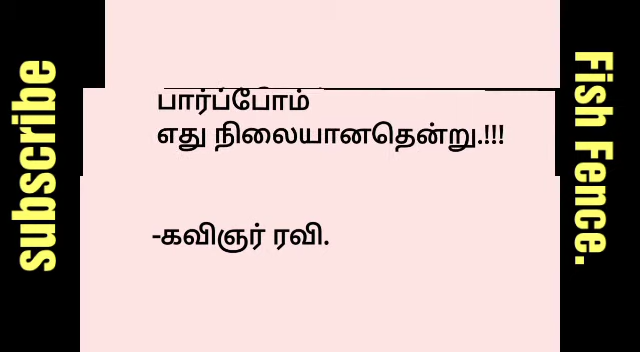 subscribe
பார்ப்போம்
எது நிலையானதென்று.!!!
-கவிஞர் ரவி.
Fish Fence.